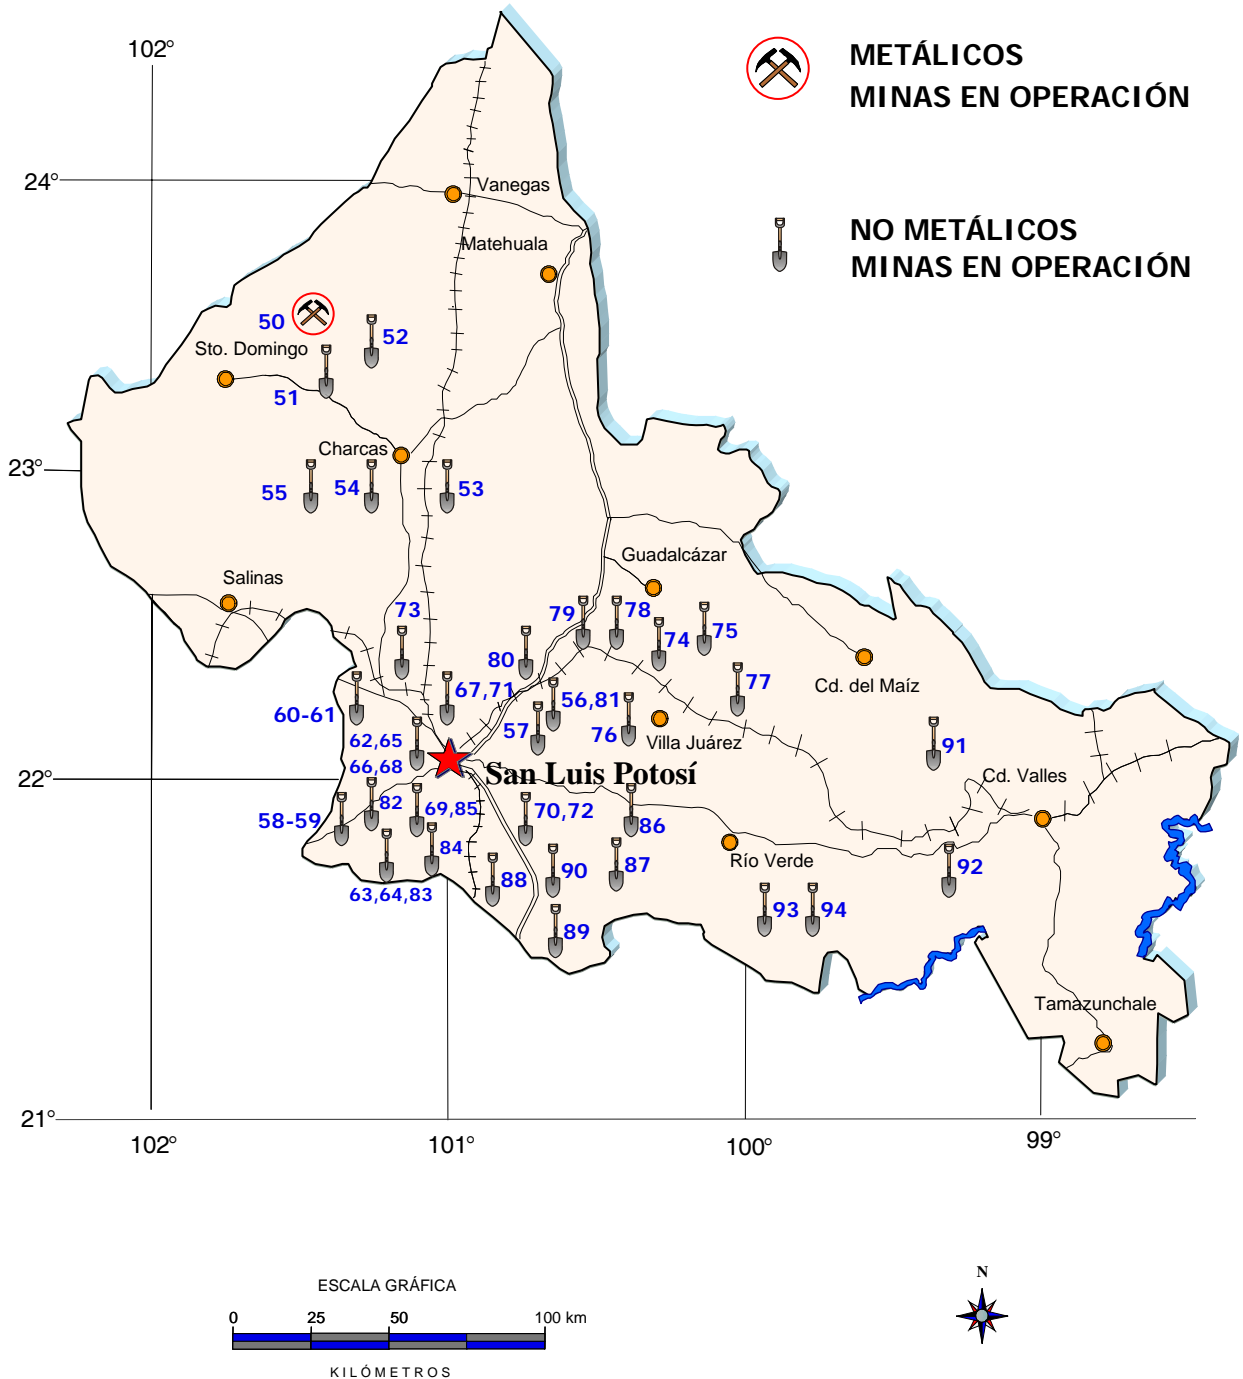 102°
METÁLICOS
MINAS EN OPERACIÓN
24°
Vanegas
Matehuala
NO METÁLICOS
MINAS EN OPERACIÓN
50
52
Sto. Domingo
51
Charcas
23°
55
54
53
Guadalcázar
Salinas
73
79
78
74
75
80
77
Cd. del Maíz
67,71
56,81
60-61
57
76
Villa Juárez
62,65
66,68
91
San Luis Potosí
22°
Cd. Valles
82
69,85
70,72
58-59
86
84
Río Verde
88
90
87
92
63,64,83
93
94
89
Tamazunchale
21°
102°
101°
100°
99°
N
ESCALA GRÁFICA
0
25
50
100 km
KILÓMETROS